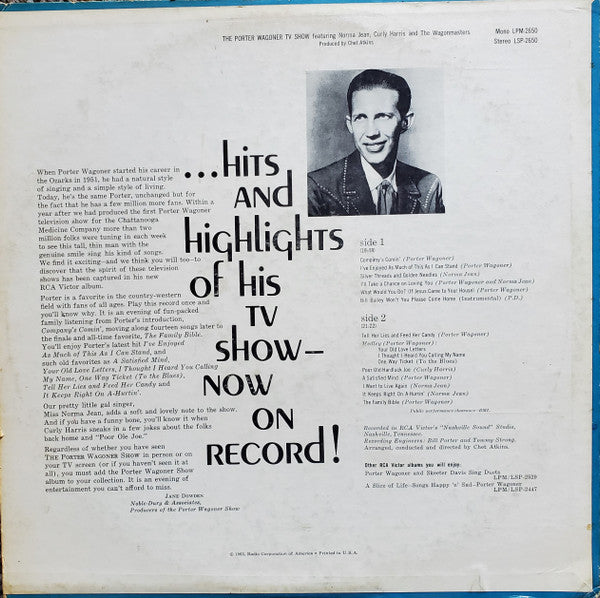 THE PORTER WAGONER TV SHOW featuring Norma Jean, Curly Harris and The Wagonmasters
Produced by Chet Atkins
Mono LPM-2650
Stereo LSP-2650
...hits
and
highlights
of his
TV
show—
now
on
record!
When Porter Wagoner started his career in
the Ozarks in 1951, he had a natural style
of singing and a simple style of living.
Today, he's the same Porter, unchanged but for
the fact that he has a few million more fans. Within a
year after we had produced the first Porter Wagoner
television show for the Chattanooga
Medicine Company more than two
million folks were tuning in each week
to see this tall, thin man with the
genuine smile sing his kind of songs.
We find it exciting—and we think you will too—to
discover that the spirit of these television
shows has been captured in his new
RCA Victor album.
Porter is a favorite in the country-western
field with fans of all ages. Play this record once and
you'll know why. It is an evening of fun-packed
family listening from Porter's introduction,
Company's Comin', moving along fourteen songs later to
the finale and all-time favorite, The Family Bible.
You'll enjoy Porter's latest hit I've Enjoyed
As Much of This As I Can Stand, and
such old favorites as A Satisfied Mind,
Your Old Love Letters, I Thought I Heard You Calling
My Name, One Way Ticket (To the Blues),
Tell Her Lies and Feed Her Candy and
It Keeps Right On A-Hurtin'.
Our pretty little gal singer,
Miss Norma Jean, adds a soft and lovely note to the show.
And if you have a funny bone, you'll know it when
Curly Harris sneaks in a few jokes about the folks
back home and "Poor Ole Joe."
Regardless of whether you have seen
THE PORTER WAGONER SHOW in person or on
your TV screen (or if you haven't seen it at
all), you must add the Porter Wagoner Show
album to your collection. It is an evening of
entertainment you can't afford to miss.
JANE DOWDEN
Noble-Dury & Associates,
Producers of the Porter Wagoner Show
side 1
Company's Comin' (Porter Wagoner)
I've Enjoyed As Much of This As I Can Stand (Porter Wagoner)
Silver Threads and Golden Needles (Norma Jean)
I'll Take a Chance on Loving You (Porter Wagoner and Norma Jean)
What Would You Do? (If Jesus Came to Your House) (Porter Wagoner)
Bill Bailey Won't You Please Come Home (Instrumental) (P.D.)
side 2
(21:22)
Tell Her Lies and Feed Her Candy (Porter Wagoner)
Medley (Porter Wagoner)
Your Old Love Letters
I Thought I Heard You Calling My Name
One Way Ticket (To the Blues)
Poor Old Hardluck Joe (Curly Harris)
A Satisfied Mind (Porter Wagoner)
I Want to Live Again (Norma Jean)
It Keeps Right On A-Hurtin' (Norma Jean)
The Family Bible (Porter Wagoner)
Public performance clearance—BMI.
Recorded in RCA Victor's "Nashville Sound" Studio,
Nashville, Tennessee.
Recording Engineers: Bill Porter and Tommy Strong.
Arranged, conducted and directed by Chet Atkins.
Other RCA Victor albums you will enjoy:
Porter Wagoner and Skeeter Davis Sing Duets
LPM/LSP-2529
A Slice of Life—Songs Happy 'n' Sad—Porter Wagoner
LPM/LSP-2447
© 1963, Radio Corporation of America • Printed in U.S.A.